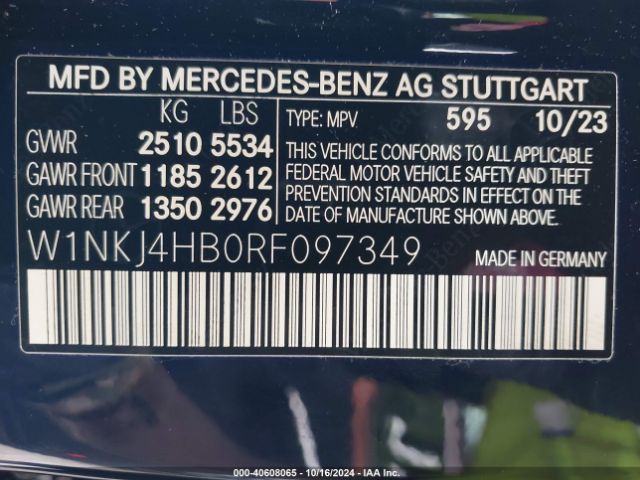 MFD BY MERCEDES-BENZ AG STUTTGART
KG LBS
GVWR 2510 5534
GAWR FRONT 1185 2612
GAWR REAR 1350 2976
TYPE: MPV 595 10/23
THIS VEHICLE CONFORMS TO ALL APPLICABLE
FEDERAL MOTOR VEHICLE SAFETY AND THEFT
PREVENTION STANDARDS IN EFFECT ON THE
DATE OF MANUFACTURE SHOWN ABOVE.
W1NKJ4HB0RF097349
MADE IN GERMANY
000-40608065 / 10/16/2024 / IAA Inc.